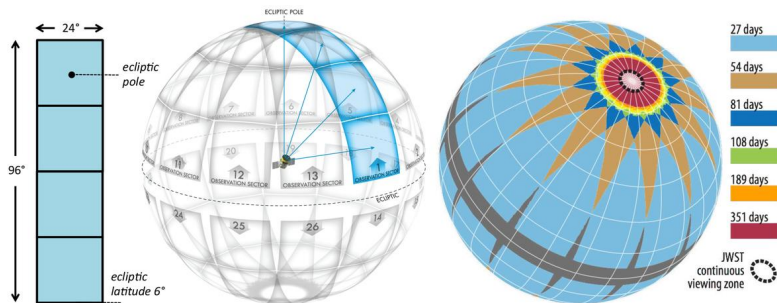 24°
ecliptic
pole
96°
ecliptic
latitude 6°
ECLIPTIC POLE
11
OBSERVATION SECTOR
12
OBSERVATION SECTOR
13
OBSERVATION SECTOR
1
OBSERVATION SECTOR
20
ECLIPTIC
24
25
26
14
27 days
54 days
81 days
108 days
189 days
351 days
JWST
continuous
viewing zone